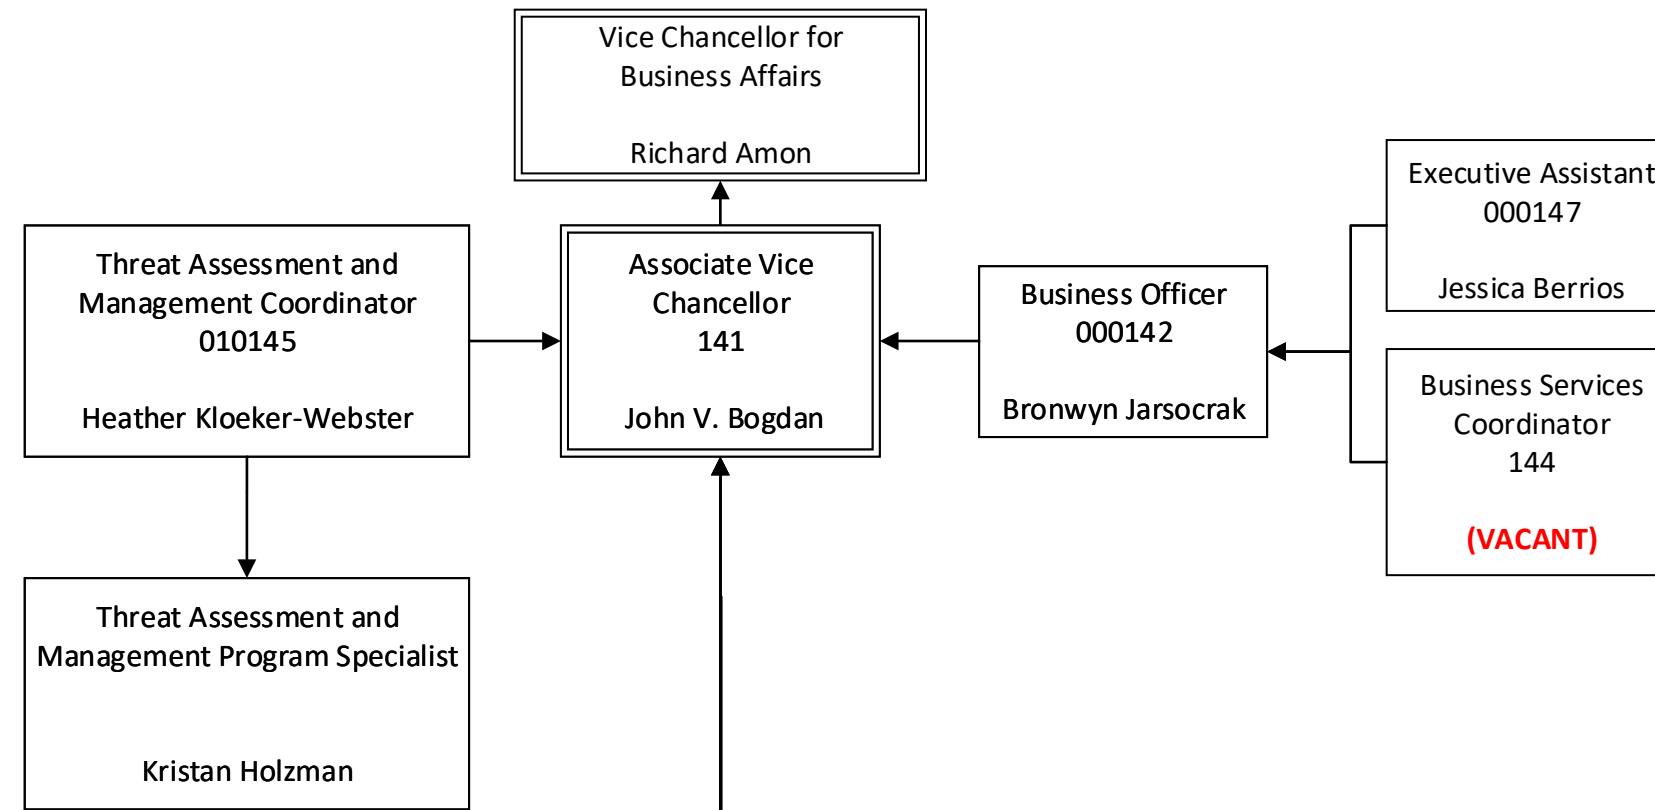 Vice Chancellor for
Business Affairs
Richard Amon
Threat Assessment and
Management Coordinator
010145
Heather Kloeker-Webster
Associate Vice
Chancellor
141
John V. Bogdan
Business Officer
000142
Bronwyn Jarsocrak
Executive Assistant
000147
Jessica Berrios
Business Services
Coordinator
144
(VACANT)
Threat Assessment and
Management Program Specialist
Kristan Holzman